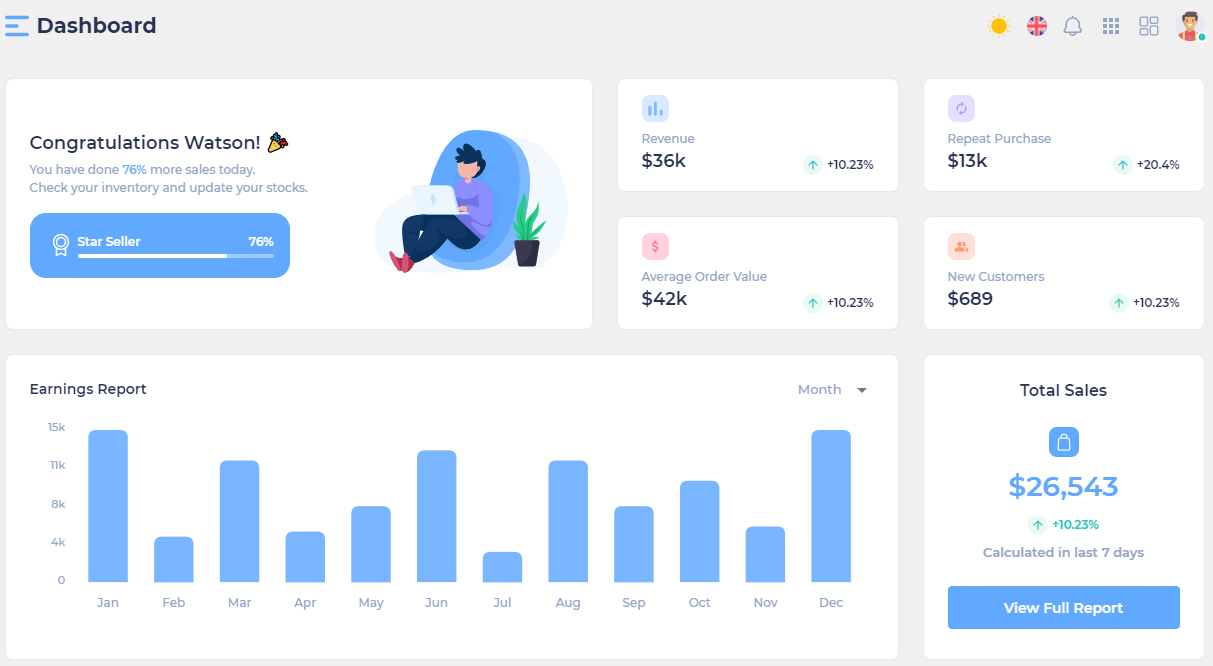 Dashboard
Congratulations Watson!
You have done 76% more sales today.
Check your inventory and update your stocks.
Star Seller 76%
Revenue
$36k
+10.23%
Repeat Purchase
$13k
+20.4%
Average Order Value
$42k
+10.23%
New Customers
$689
+10.23%
Earnings Report
Month
15k
11k
8k
4k
0
Jan Feb Mar Apr May Jun Jul Aug Sep Oct Nov Dec
Total Sales
$26,543
+10.23%
Calculated in last 7 days
View Full Report